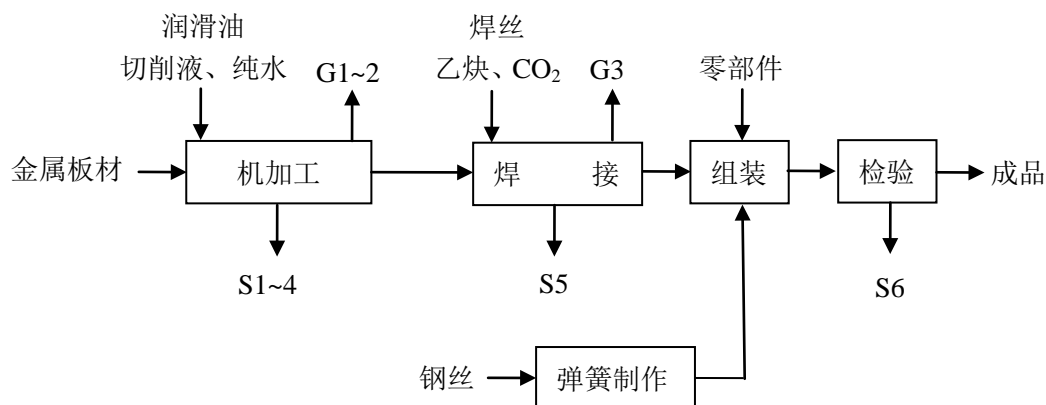 润滑油
切削液、纯水
G1~2
焊丝
乙炔、CO₂
G3
零部件
金属板材
机加工
焊 接
组装
检验
成品
S1~4
S5
S6
钢丝
弹簧制作